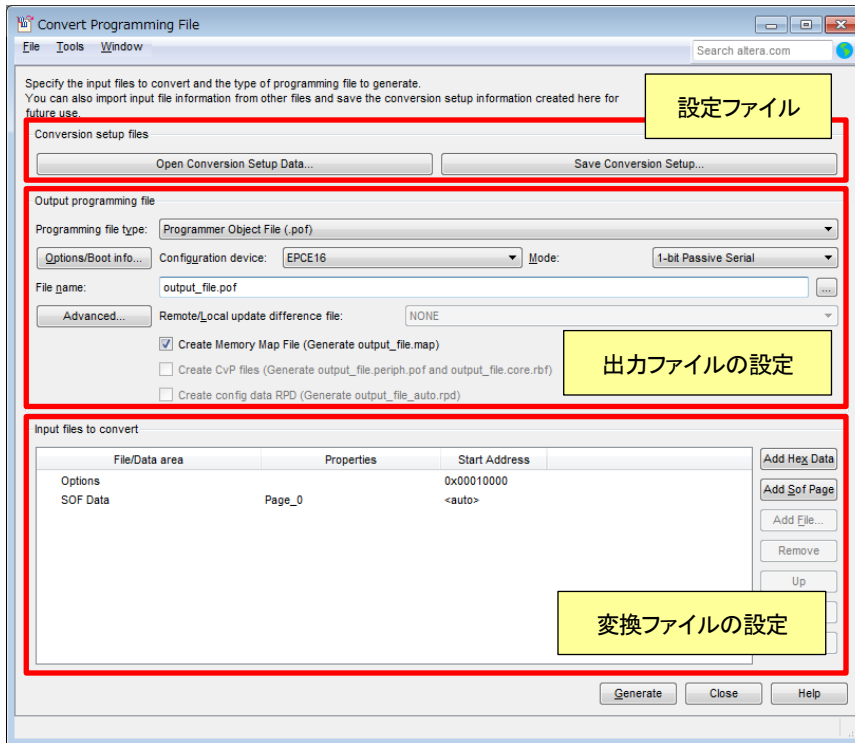 Convert Programming File
File Tools Window
Search altera.com
Specify the input files to convert and the type of programming file to generate.
You can also import input file information from other files and save the conversion setup information created here for
future use.
設定ファイル
Conversion setup files
Open Conversion Setup Data... Save Conversion Setup...
Output programming file
Programming file type: Programmer Object File (.pof)
Options/Boot info... Configuration device: EPCE16 Mode: 1-bit Passive Serial
File name: output_file.pof ...
Advanced... Remote/Local update difference file: NONE
Create Memory Map File (Generate output_file.map)
Create CvP files (Generate output_file.periph.pof and output_file.core.rbf)
Create config data RPD (Generate output_file_auto.rpd)
出力ファイルの設定
Input files to convert
File/Data area Properties Start Address
Options 0x00010000
SOF Data Page_0 <auto>
Add Hex Data
Add Sof Page
Add File...
Remove
Up
変換ファイルの設定
Generate Close Help